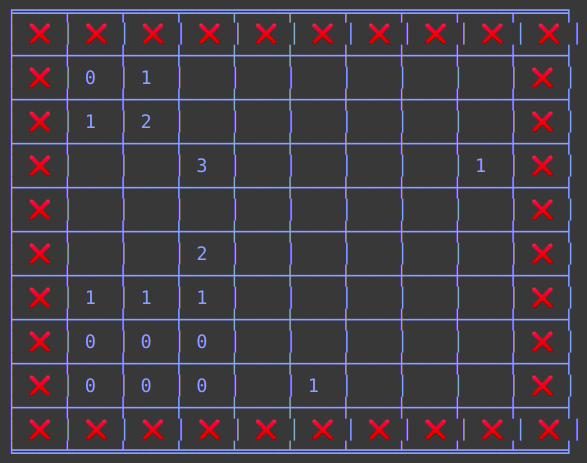 ❌ ❌ ❌ ❌ ❌ ❌ ❌ ❌ ❌ ❌
❌ 0 1 ❌
❌ 1 2 ❌
❌ 3 1 ❌
❌ ❌
❌ 2 ❌
❌ 1 1 1 ❌
❌ 0 0 0 ❌
❌ 0 0 0 1 ❌
❌ ❌ ❌ ❌ ❌ ❌ ❌ ❌ ❌ ❌